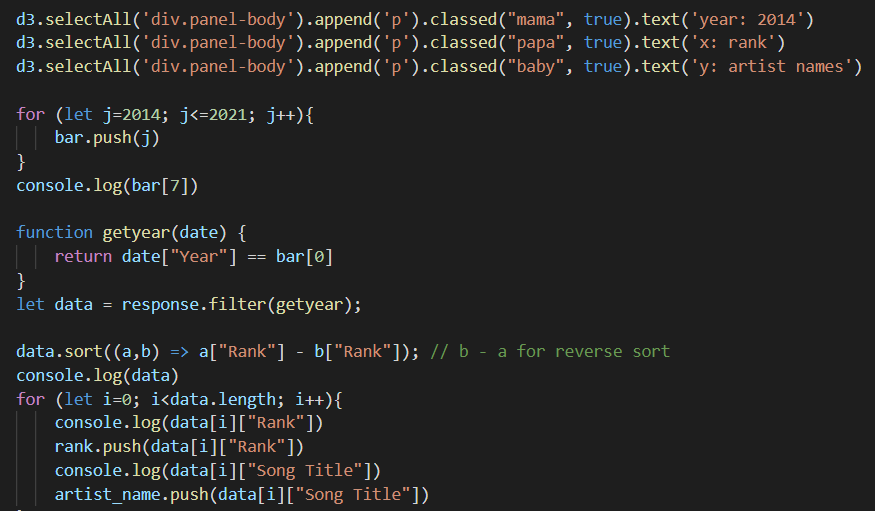 d3.selectAll('div.panel-body').append('p').classed("mama", true).text('year: 2014')
d3.selectAll('div.panel-body').append('p').classed("papa", true).text('x: rank')
d3.selectAll('div.panel-body').append('p').classed("baby", true).text('y: artist names')
for (let j=2014; j<=2021; j++){
bar.push(j)
}
console.log(bar[7])
function getyear(date) {
return date["Year"] == bar[0]
}
let data = response.filter(getyear);
data.sort((a,b) => a["Rank"] - b["Rank"]); // b - a for reverse sort
console.log(data)
for (let i=0; i<data.length; i++){
console.log(data[i]["Rank"])
rank.push(data[i]["Rank"])
console.log(data[i]["Song Title"])
artist_name.push(data[i]["Song Title"])